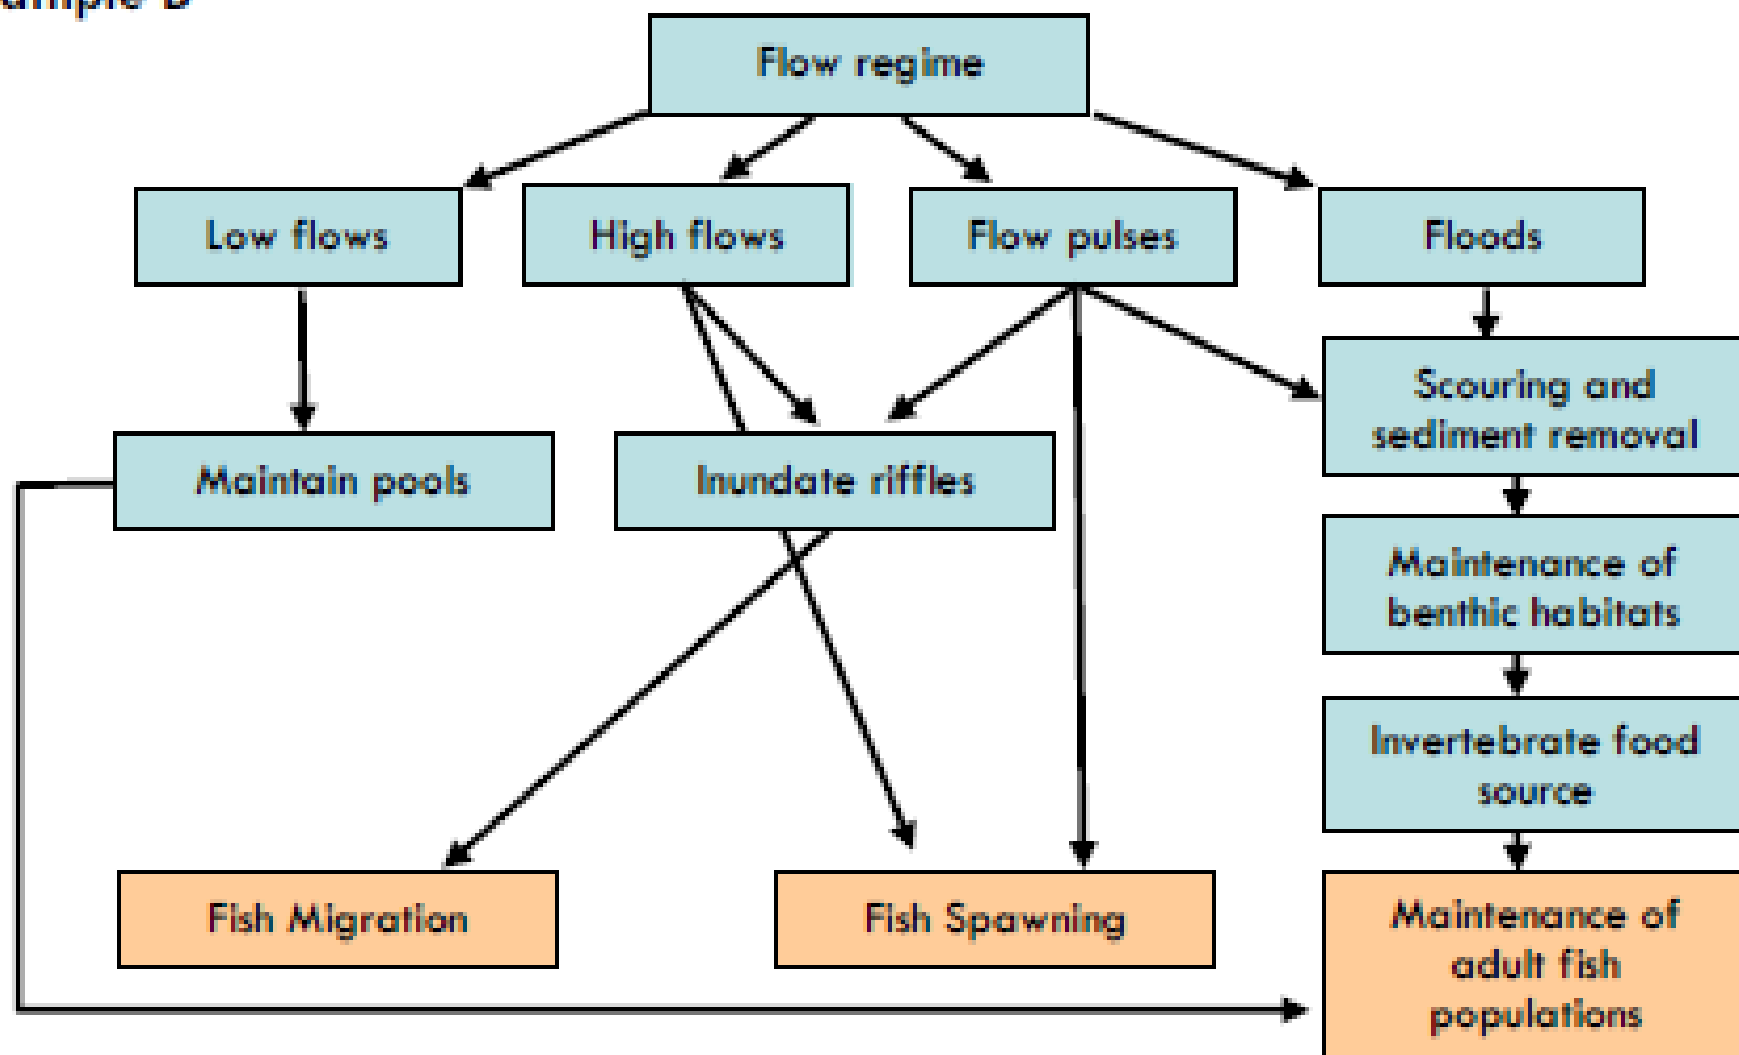 Flow regime
Low flows
High flows
Flow pulses
Floods
Scouring and
sediment removal
Maintain pools
Inundate riffles
Maintenance of
benthic habitats
Invertebrate food
source
Fish Migration
Fish Spawning
Maintenance of
adult fish
populations